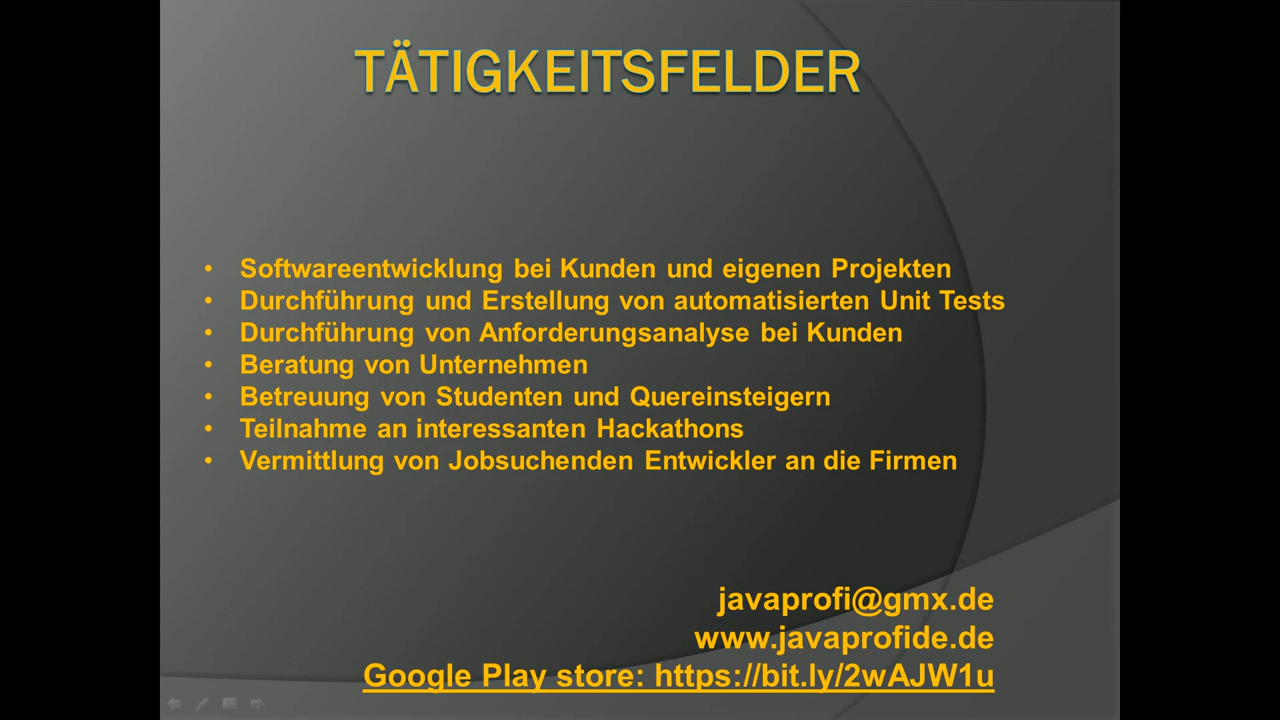 TÄTIGKEITSFELDER
• Softwareentwicklung bei Kunden und eigenen Projekten
• Durchführung und Erstellung von automatisierten Unit Tests
• Durchführung von Anforderungsanalyse bei Kunden
• Beratung von Unternehmen
• Betreuung von Studenten und Quereinsteigern
• Teilnahme an interessanten Hackathons
• Vermittlung von Jobsuchenden Entwickler an die Firmen
javaprofi@gmx.de
www.javaprofide.de
Google Play store: https://bit.ly/2wAJW1u